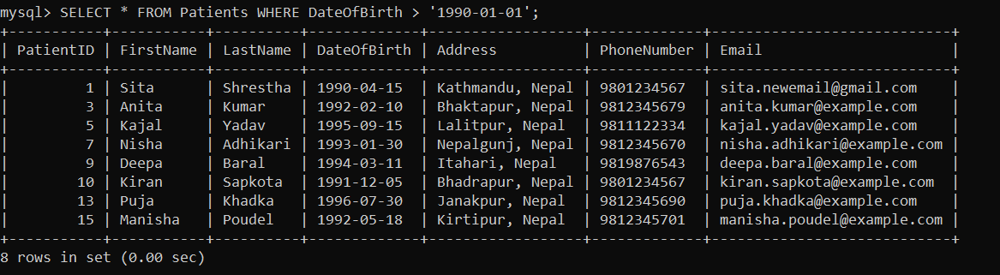 mysql> SELECT * FROM Patients WHERE DateOfBirth > '1990-01-01';
+-----------+-----------+----------+-------------+------------------+-------------+----------------------------+
| PatientID | FirstName | LastName | DateOfBirth | Address          | PhoneNumber | Email                      |
+-----------+-----------+----------+-------------+------------------+-------------+----------------------------+
|         1 | Sita      | Shrestha | 1990-04-15  | Kathmandu, Nepal | 9801234567  | sita.newemail@gmail.com    |
|         3 | Anita     | Kumar    | 1992-02-10  | Bhaktapur, Nepal | 9812345679  | anita.kumar@example.com    |
|         5 | Kajal     | Yadav    | 1995-09-15  | Lalitpur, Nepal  | 9811122334  | kajal.yadav@example.com    |
|         7 | Nisha     | Adhikari | 1993-01-30  | Nepalgunj, Nepal | 9812345670  | nisha.adhikari@example.com |
|         9 | Deepa     | Baral    | 1994-03-11  | Itahari, Nepal   | 9819876543  | deepa.baral@example.com    |
|        10 | Kiran     | Sapkota  | 1991-12-05  | Bhadrapur, Nepal | 9801234567  | kiran.sapkota@example.com  |
|        13 | Puja      | Khadka   | 1996-07-30  | Janakpur, Nepal  | 9812345690  | puja.khadka@example.com    |
|        15 | Manisha   | Poudel   | 1992-05-18  | Kirtipur, Nepal  | 9812345701  | manisha.poudel@example.com |
+-----------+-----------+----------+-------------+------------------+-------------+----------------------------+
8 rows in set (0.00 sec)